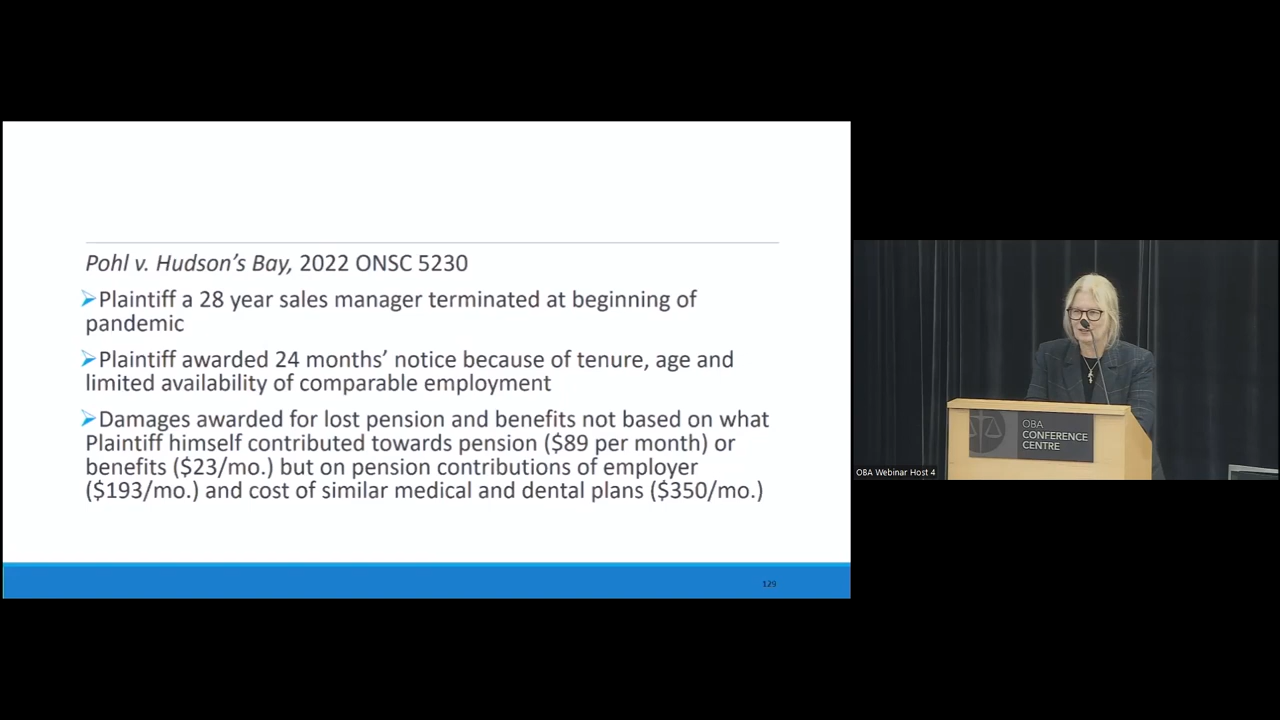 Pohl v. Hudson's Bay, 2022 ONSC 5230
➢Plaintiff a 28 year sales manager terminated at beginning of
pandemic
➢Plaintiff awarded 24 months' notice because of tenure, age and
limited availability of comparable employment
➢Damages awarded for lost pension and benefits not based on what
Plaintiff himself contributed towards pension ($89 per month) or
benefits ($23/mo.) but on pension contributions of employer
($193/mo.) and cost of similar medical and dental plans ($350/mo.)
129
OBA
CONFERENCE
CENTRE
OBA Webinar Host 4